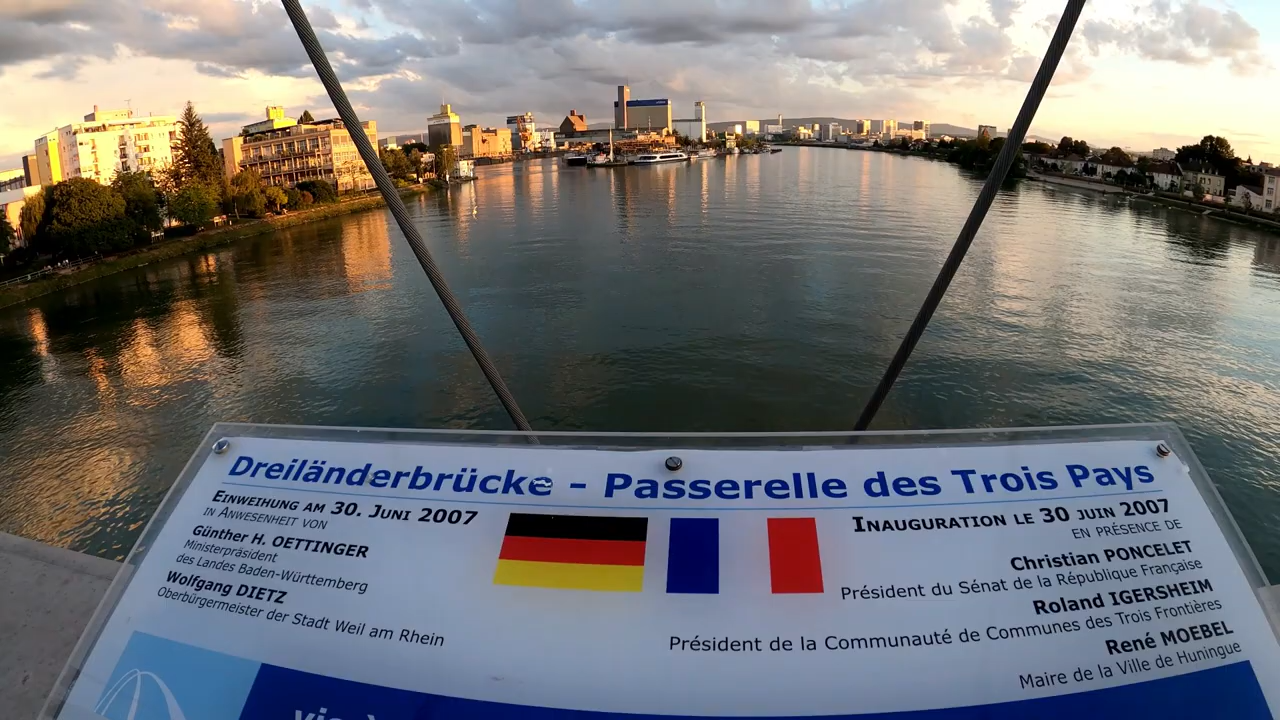 Dreiländerbrücke – Passerelle des Trois Pays
EINWEIHUNG AM 30. JUNI 2007
IN ANWESENHEIT VON
Günther H. OETTINGER
Ministerpräsident
des Landes Baden-Württemberg
Wolfgang DIETZ
Oberbürgermeister der Stadt Weil am Rhein
INAUGURATION LE 30 JUIN 2007
EN PRÉSENCE DE
Christian PONCELET
Président du Sénat de la République Française
Roland IGERSHEIM
Président de la Communauté de Communes des Trois Frontières
René MOEBEL
Maire de la Ville de Huningue